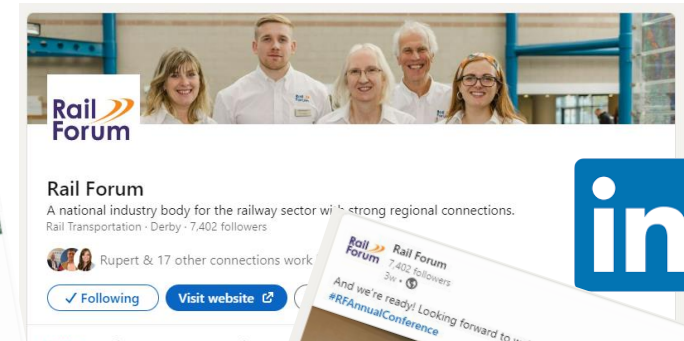 Rail
Forum
Rail Forum
A national industry body for the railway sector with strong regional connections.
Rail Transportation · Derby · 7,402 followers
Rupert & 17 other connections work
✓ Following
Visit website
Rail
Forum
Rail Forum
7,402 followers
3w •
And we're ready! Looking forward to
#RFAnnualConference
in